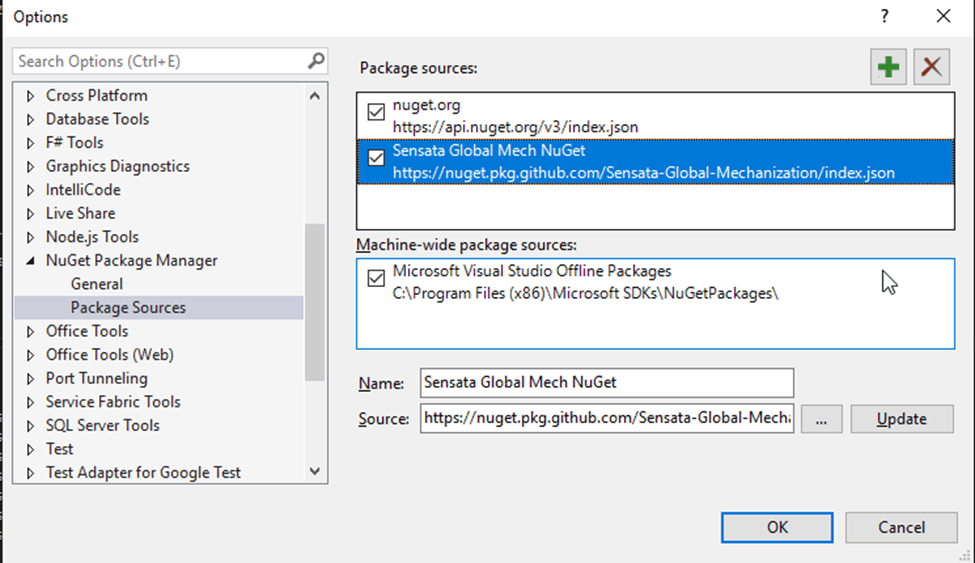 Options
?
Search Options (Ctrl+E)
Cross Platform
Database Tools
F# Tools
Graphics Diagnostics
IntelliCode
Live Share
Node.js Tools
NuGet Package Manager
General
Package Sources
Office Tools
Office Tools (Web)
Port Tunneling
Service Fabric Tools
SQL Server Tools
Test
Test Adapter for Google Test
Package sources:
nuget.org
https://api.nuget.org/v3/index.json
Sensata Global Mech NuGet
https://nuget.pkg.github.com/Sensata-Global-Mechanization/index.json
Machine-wide package sources:
Microsoft Visual Studio Offline Packages
C:\Program Files (x86)\Microsoft SDKs\NuGetPackages\
Name: Sensata Global Mech NuGet
Source: https://nuget.pkg.github.com/Sensata-Global-Mecha ... Update
OK Cancel